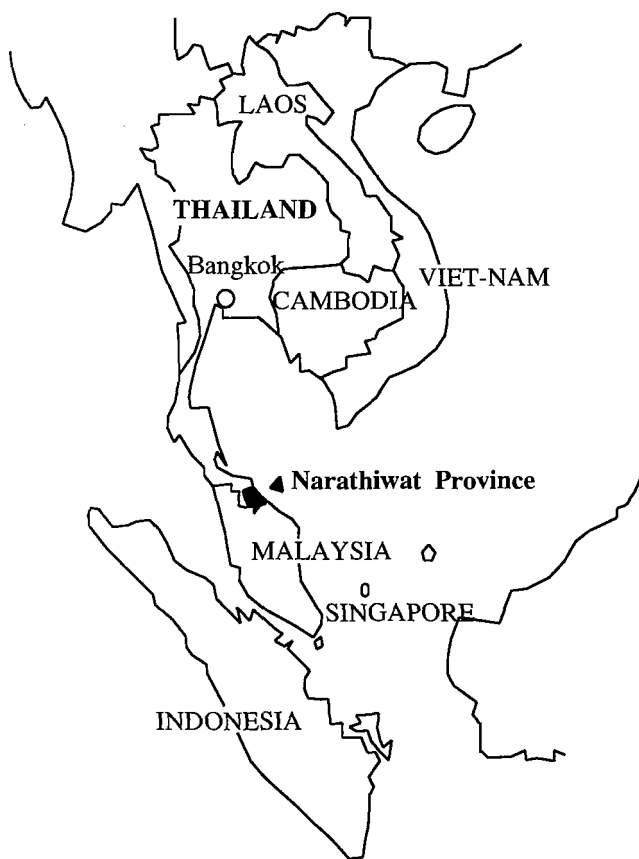 LAOS
THAILAND
Bangkok
VIET-NAM
CAMBODIA
Narathiwat Province
MALAYSIA
SINGAPORE
INDONESIA